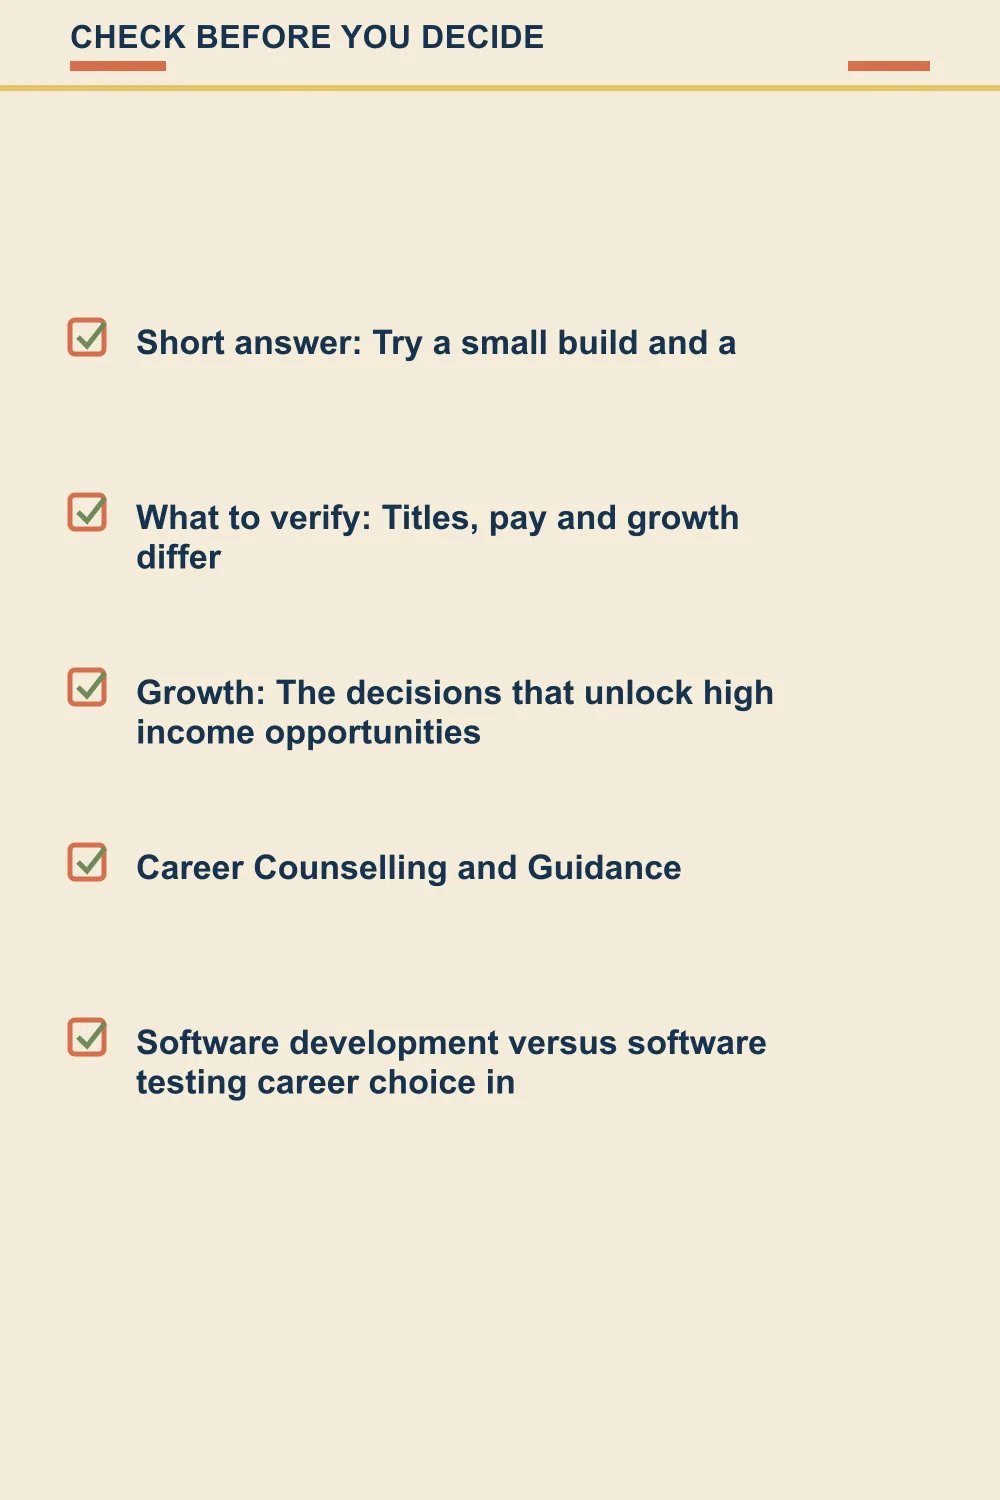 CHECK BEFORE YOU DECIDE
Short answer: Try a small build and a
What to verify: Titles, pay and growth
differ
Growth: The decisions that unlock high
income opportunities
Career Counselling and Guidance
Software development versus software
testing career choice in